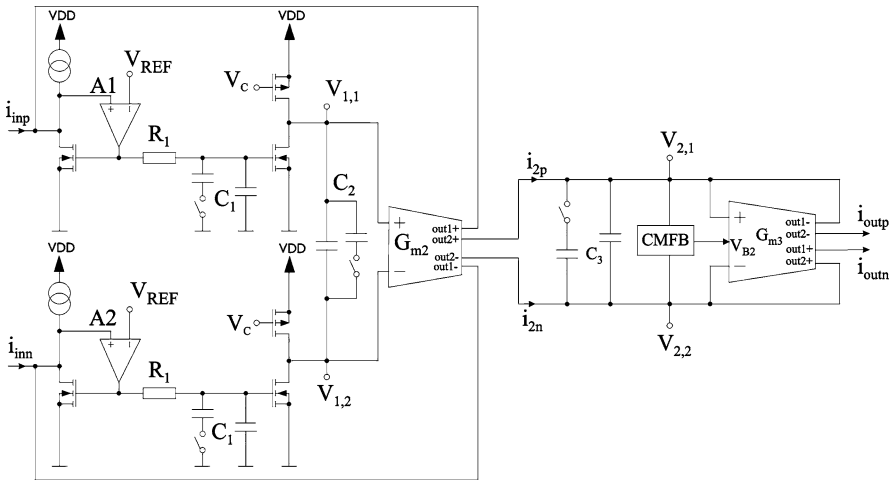 VDD
VDD
V_REF
A1
V_C
V_1,1
i_inp
R_1
C_1
C_2
i_2p
V_2,1
+
-
G_m2
out1+
out2+
out2-
out1-
C_3
CMFB
V_B2
+
-
G_m3
out1-
out2-
out1+
out2+
i_outp
i_outn
VDD
VDD
V_REF
A2
V_C
V_1,2
i_2n
V_2,2
i_inn
R_1
C_1
+
-
+
-